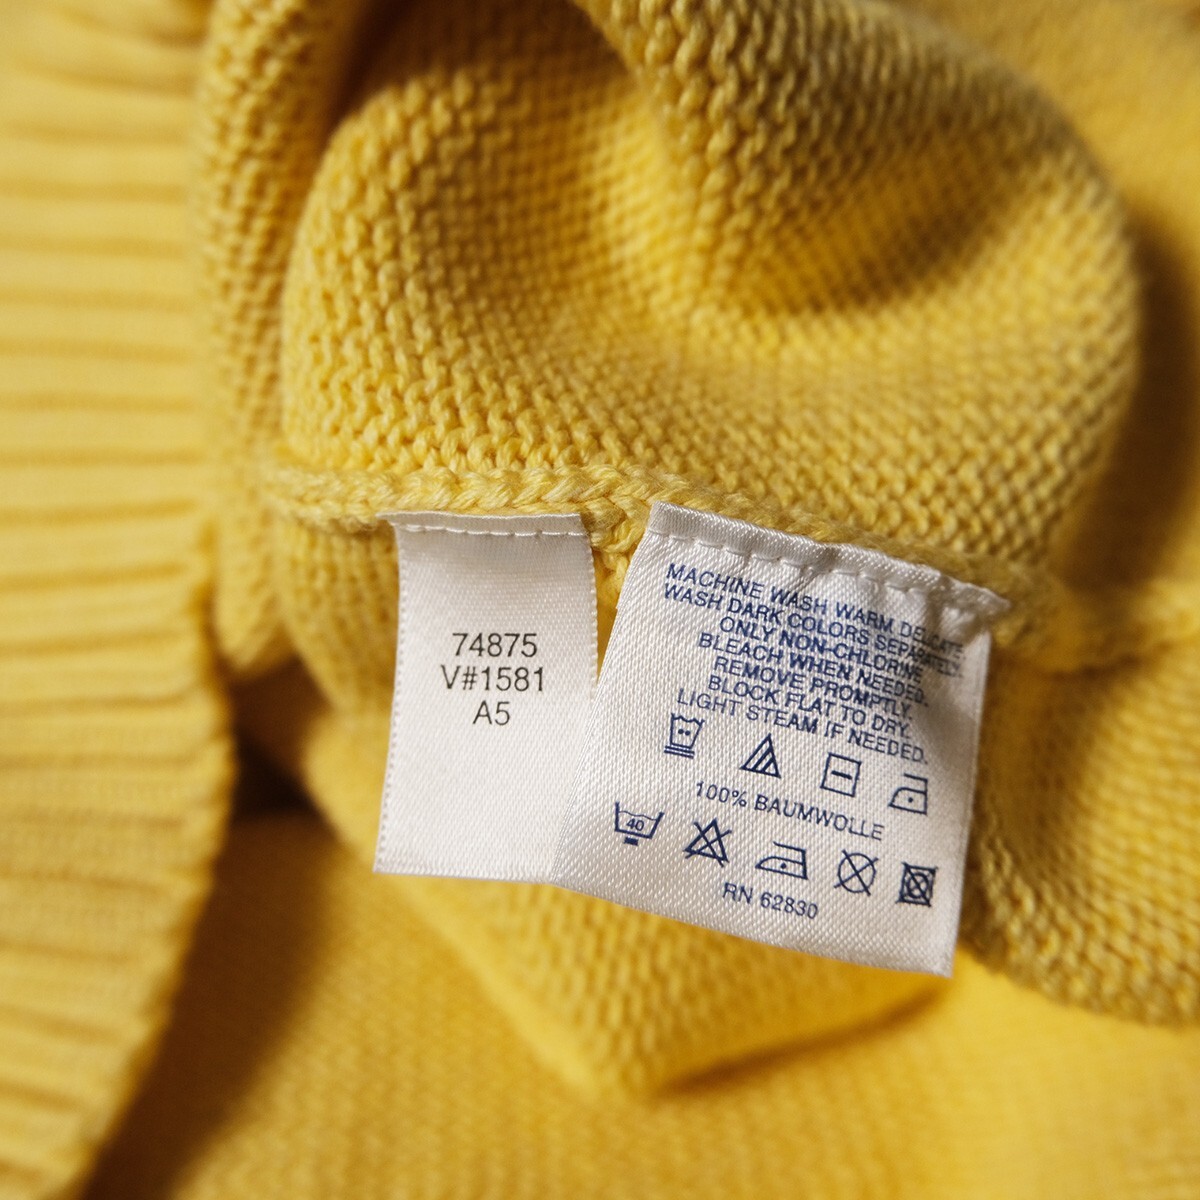 74875
V#1581
A5
MACHINE WASH WARM DELICATE.
WASH DARK COLORS SEPARATELY.
ONLY NON-CHLORINE
BLEACH WHEN NEEDED.
REMOVE PROMPTLY.
BLOCK FLAT TO DRY.
LIGHT STEAM IF NEEDED.
100% BAUMWOLLE
40
RN 62830